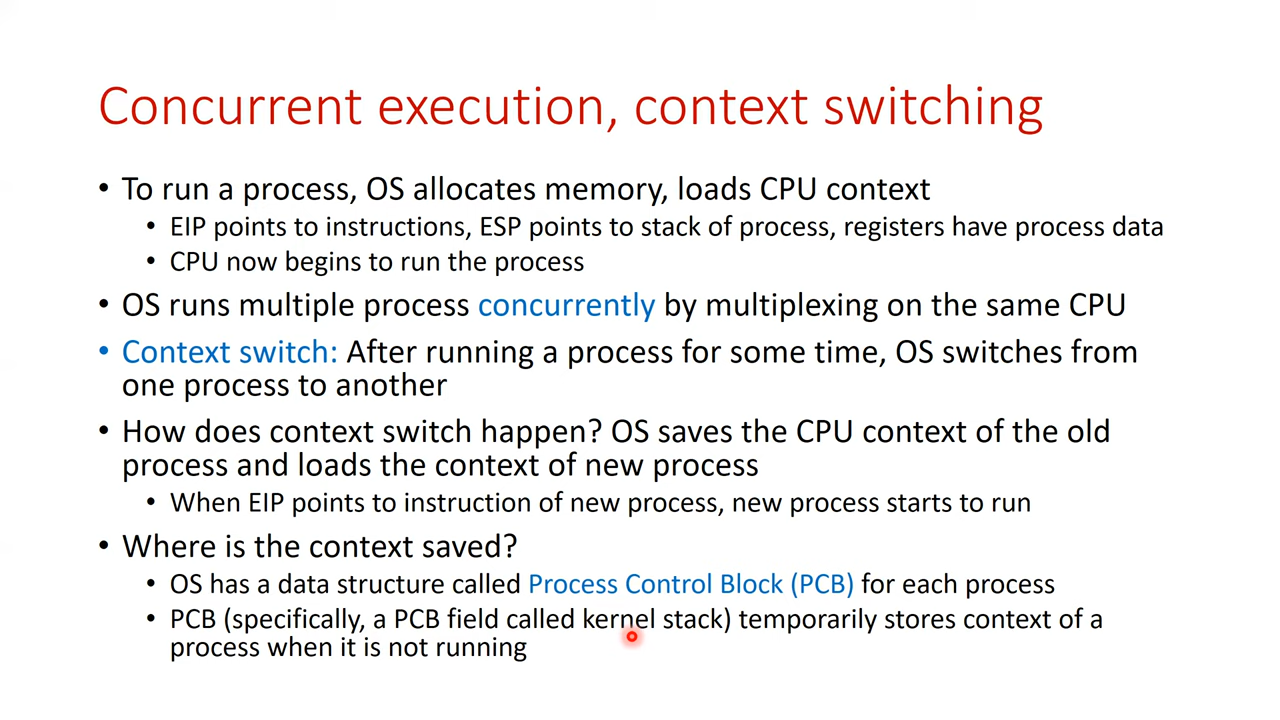 Concurrent execution, context switching
• To run a process, OS allocates memory, loads CPU context
• EIP points to instructions, ESP points to stack of process, registers have process data
• CPU now begins to run the process
• OS runs multiple process concurrently by multiplexing on the same CPU
• Context switch: After running a process for some time, OS switches from
one process to another
• How does context switch happen? OS saves the CPU context of the old
process and loads the context of new process
• When EIP points to instruction of new process, new process starts to run
• Where is the context saved?
• OS has a data structure called Process Control Block (PCB) for each process
• PCB (specifically, a PCB field called kernel stack) temporarily stores context of a
process when it is not running